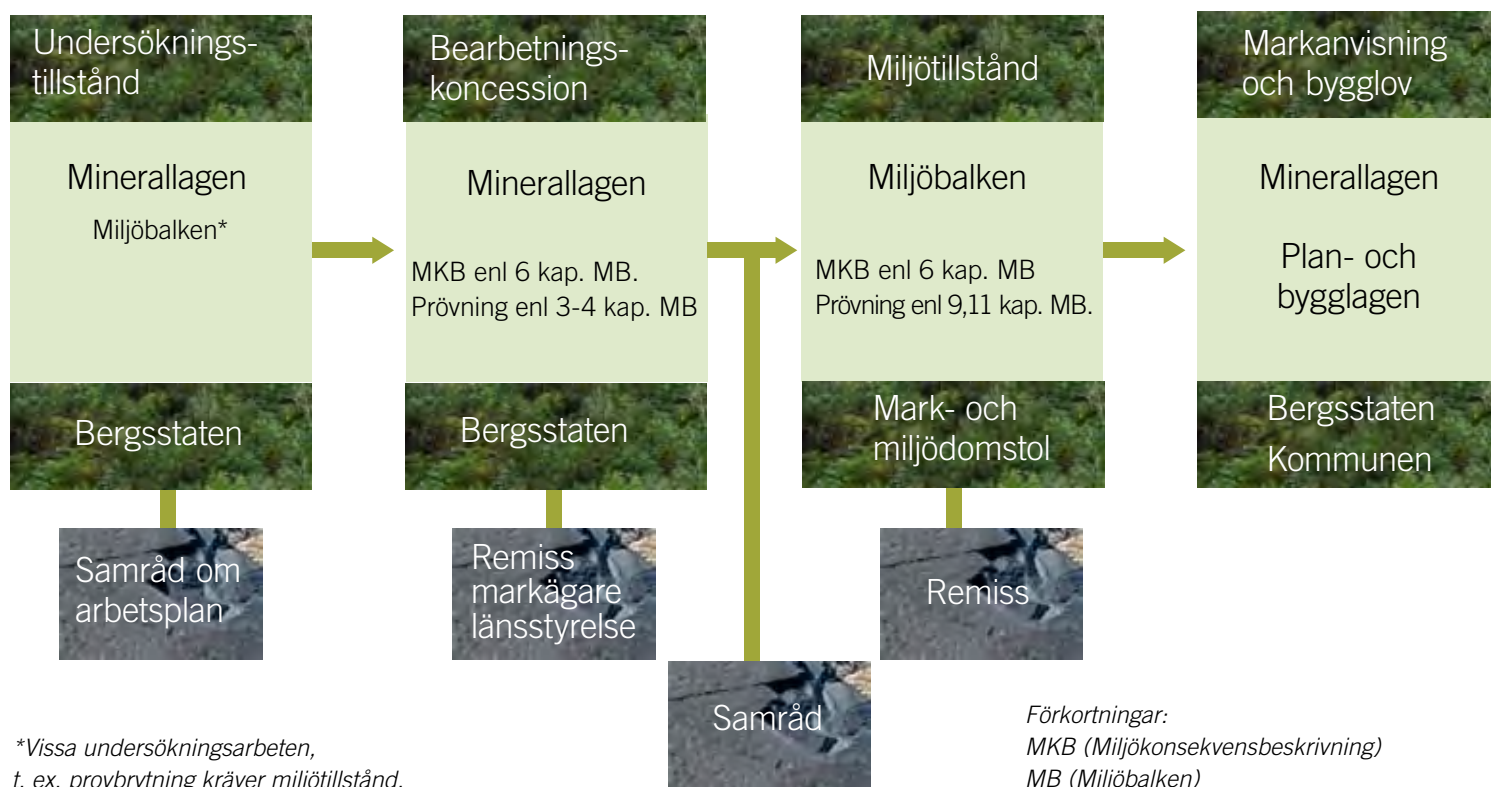 Undersöknings-
tillstånd
Minerallagen
Miljöbalken*
Bergsstaten
Samråd om
arbetsplan
Bearbetnings-
koncession
Minerallagen
MKB enl 6 kap. MB.
Prövning enl 3-4 kap. MB
Bergsstaten
Remiss
markägare
länsstyrelse
Samråd
Miljötillstånd
Miljöbalken
MKB enl 6 kap. MB
Prövning enl 9,11 kap. MB.
Mark- och
miljödomstol
Remiss
Markanvisning
och bygglov
Minerallagen
Plan- och
bygglagen
Bergsstaten
Kommunen
*Vissa undersökningsarbeten,
t. ex. provbrytning kräver miljötillstånd.
Förkortningar:
MKB (Miljökonsekvensbeskrivning)
MB (Miljöbalken)